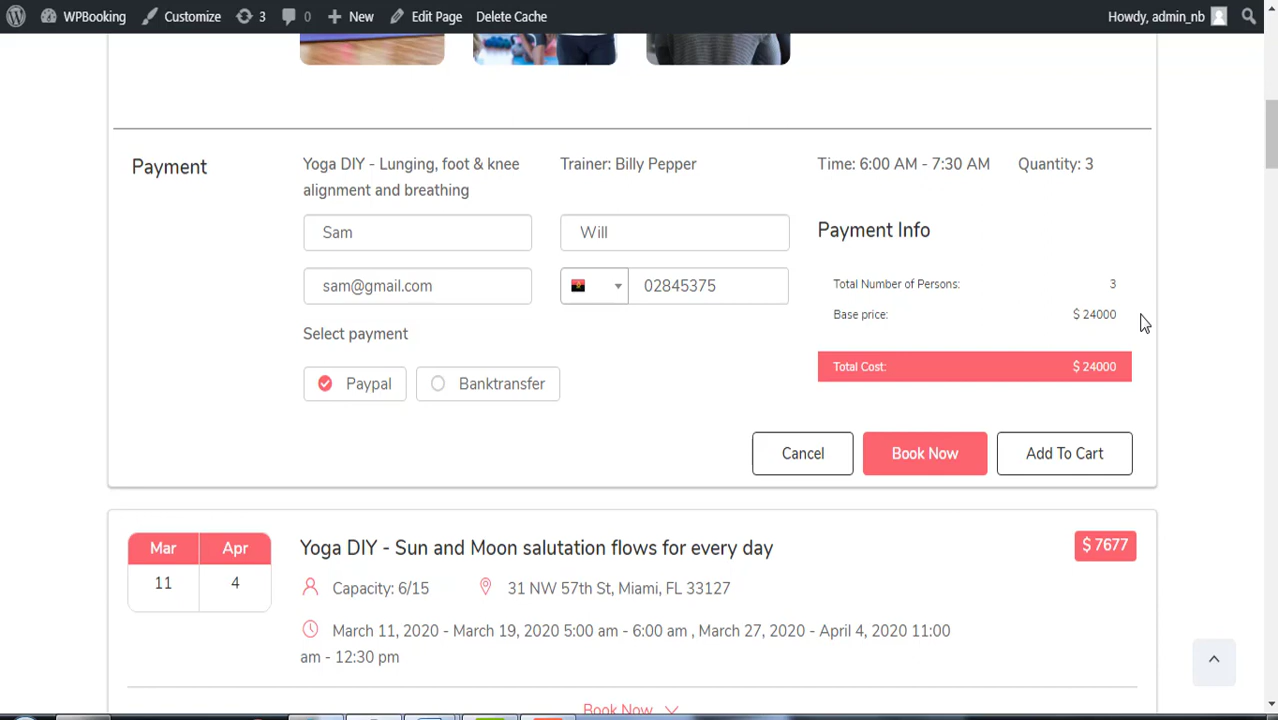 WPBooking Customize 3 0 New Edit Page Delete Cache Howdy, admin_nb
Payment
Yoga DIY - Lunging, foot & knee
alignment and breathing
Trainer: Billy Pepper
Time: 6:00 AM - 7:30 AM
Quantity: 3
Sam
Will
sam@gmail.com
02845375
Select payment
Paypal
Banktransfer
Payment Info
Total Number of Persons: 3
Base price: $ 24000
Total Cost: $ 24000
Cancel
Book Now
Add To Cart
Mar Apr
11 4
Yoga DIY - Sun and Moon salutation flows for every day
$ 7677
Capacity: 6/15
31 NW 57th St, Miami, FL 33127
March 11, 2020 - March 19, 2020 5:00 am - 6:00 am , March 27, 2020 - April 4, 2020 11:00
am - 12:30 pm
Book Now